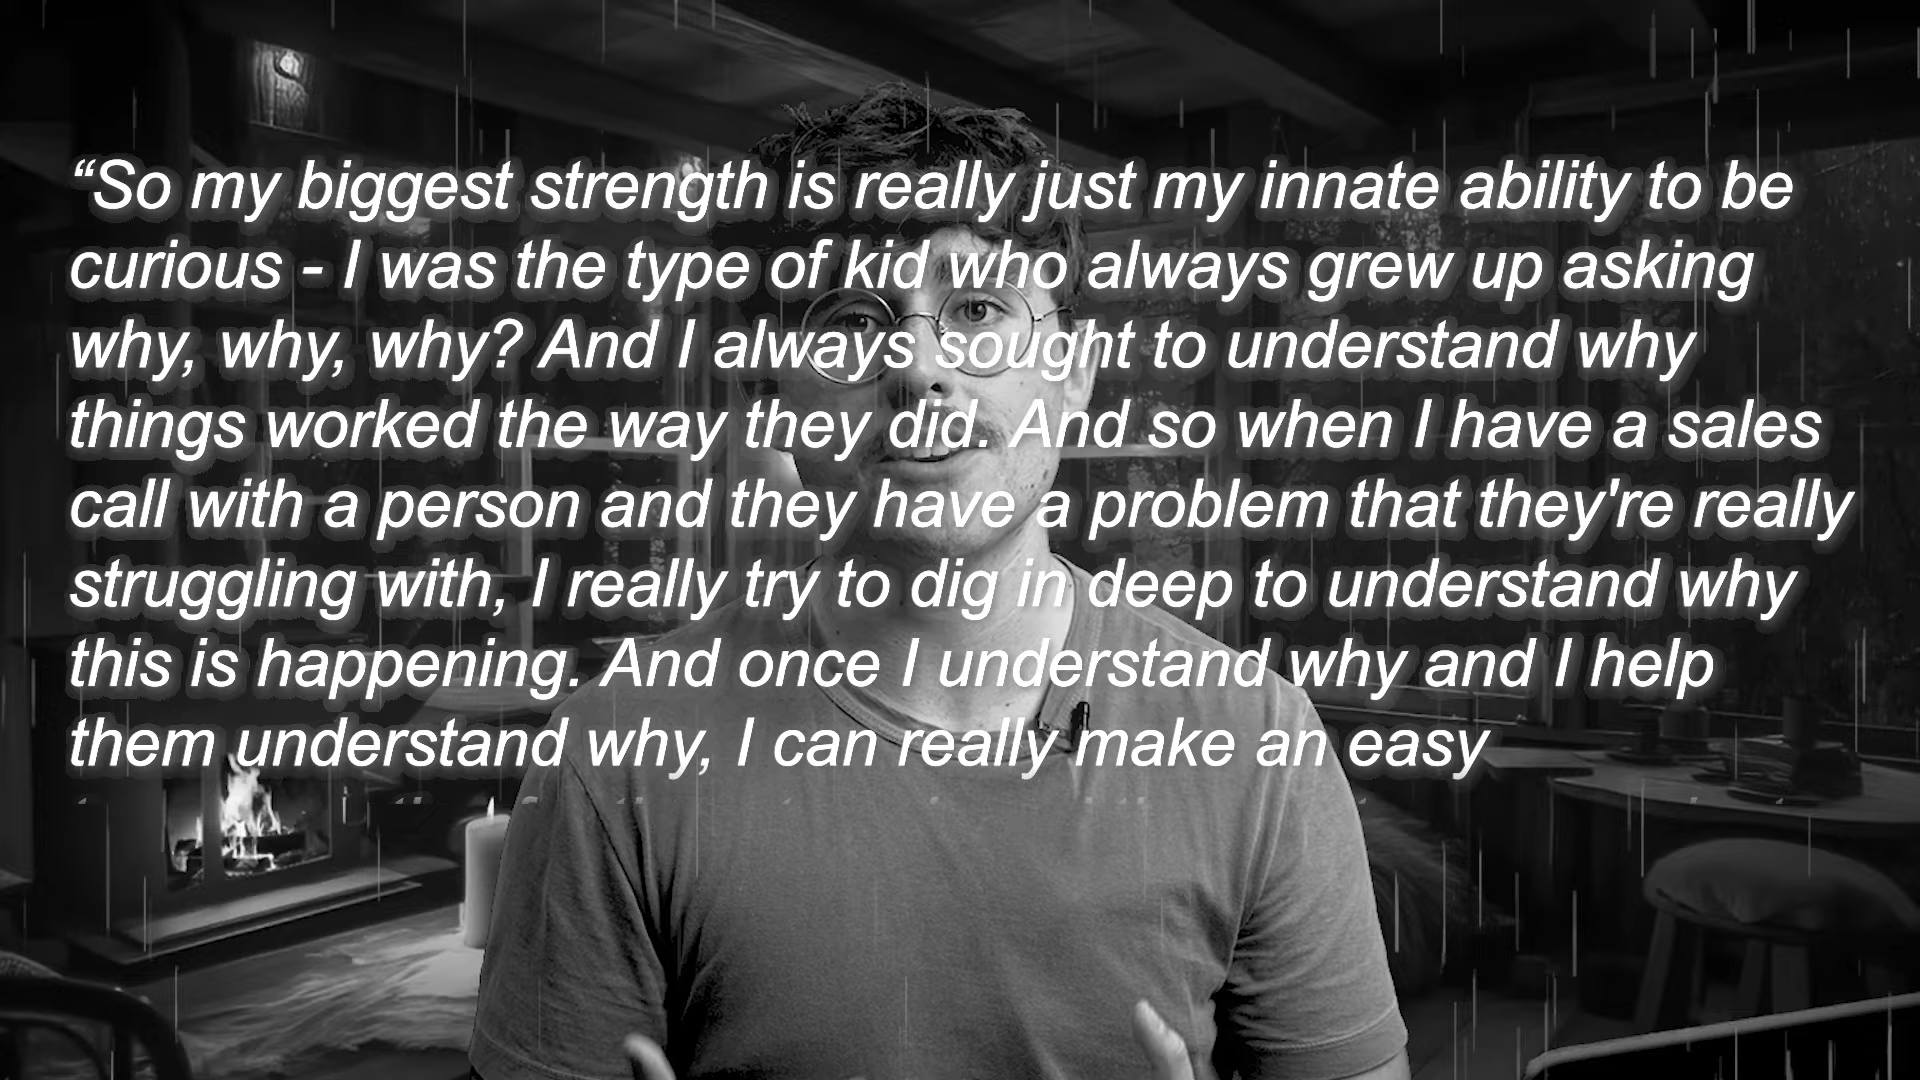 “So my biggest strength is really just my innate ability to be
curious - I was the type of kid who always grew up asking
why, why, why? And I always sought to understand why
things worked the way they did. And so when I have a sales
call with a person and they have a problem that they're really
struggling with, I really try to dig in deep to understand why
this is happening. And once I understand why and I help
them understand why, I can really make an easy